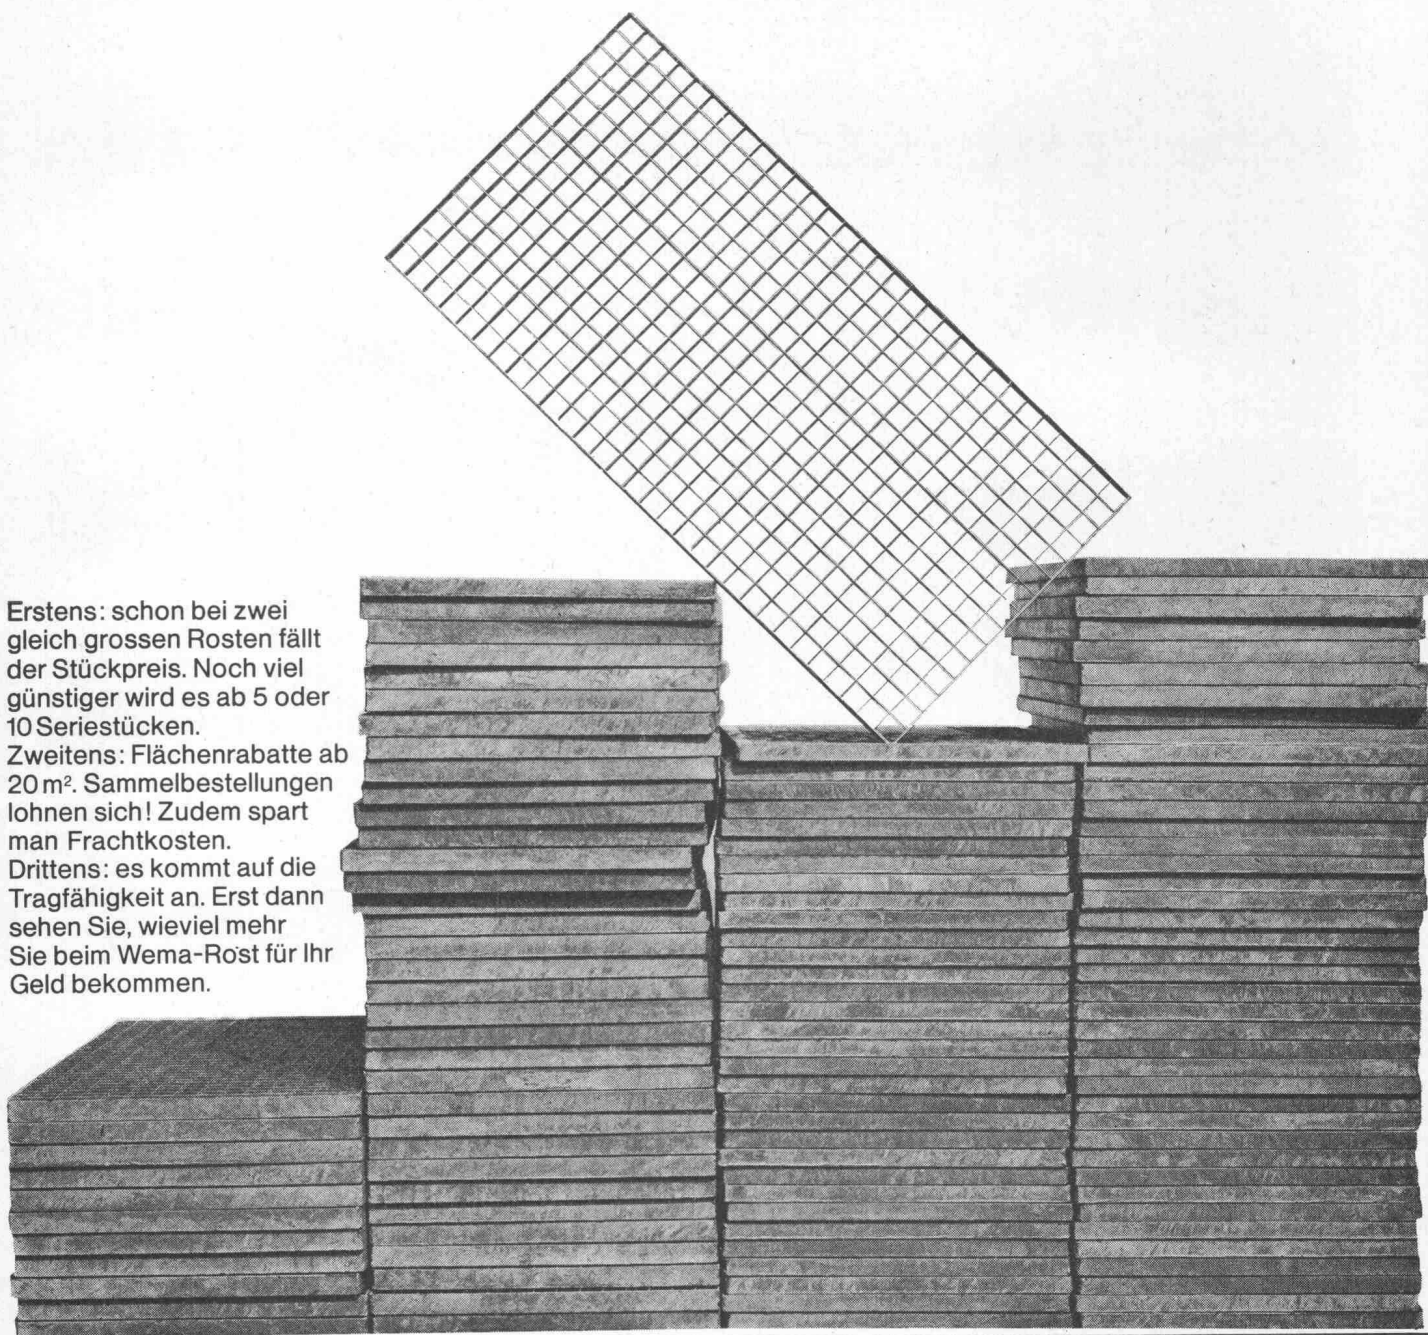 Erstens: schon bei zwei
gleich grossen Rosten fällt
der Stückpreis. Noch viel
günstiger wird es ab 5 oder
10 Seriestücken.
Zweitens: Flächenrabatte ab
20 m². Sammelbestellungen
lohnen sich! Zudem spart
man Frachtkosten.
Drittens: es kommt auf die
Tragfähigkeit an. Erst dann
sehen Sie, wieviel mehr
Sie beim Wema-Rost für Ihr
Geld bekommen.